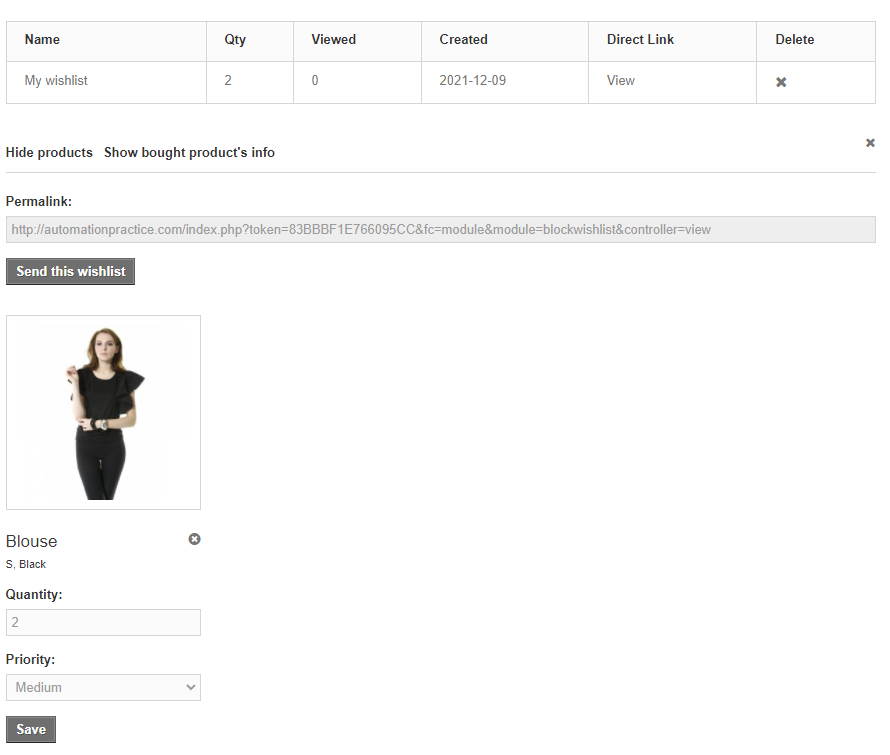 Name Qty Viewed Created Direct Link Delete
My wishlist 2 0 2021-12-09 View
Hide products Show bought product's info
Permalink:
http://automationpractice.com/index.php?token=83BBBF1E766095CC&fc=module&module=blockwishlist&controller=view
Send this wishlist
Blouse
S, Black
Quantity:
2
Priority:
Medium
Save